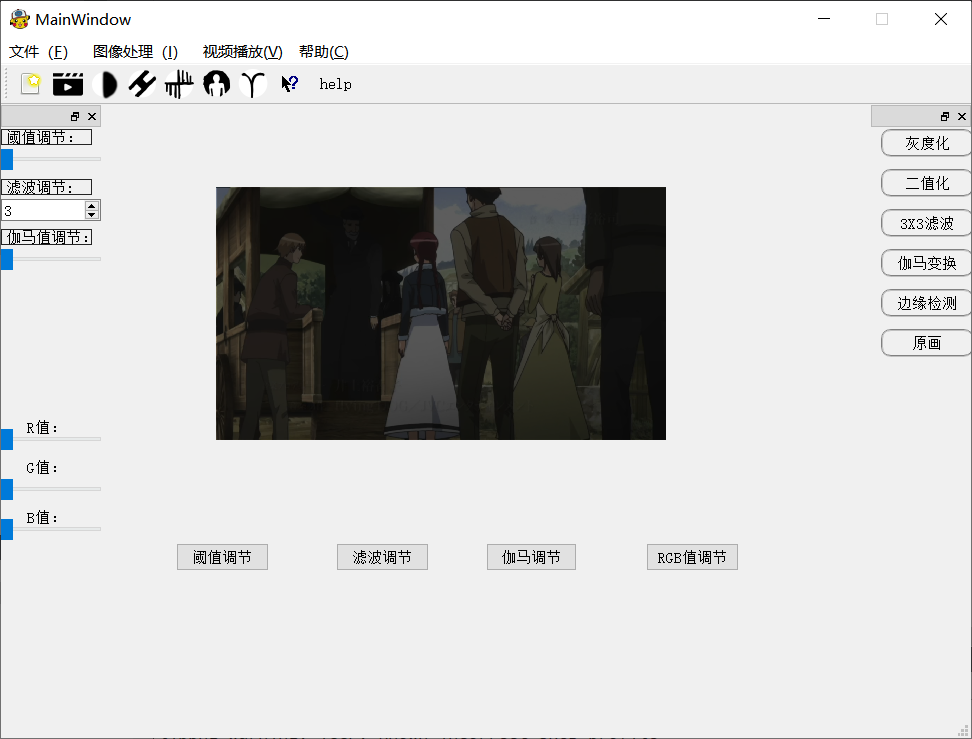 MainWindow
文件 (F) 图像处理 (I) 视频播放(V) 帮助(C)
help
阈值调节：
滤波调节：
3
伽马值调节：
R值：
G值：
B值：
灰度化
二值化
3X3滤波
伽马变换
边缘检测
原画
阈值调节 滤波调节 伽马调节 RGB值调节